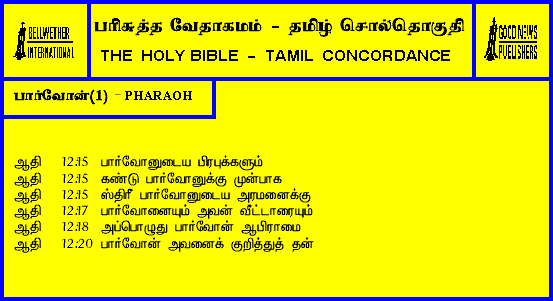 BELLWETHER
INTERNATIONAL
பரிசுத்த வேதாகமம் - தமிழ் சொல்தொகுதி
THE HOLY BIBLE - TAMIL CONCORDANCE
GOOD NEWS
PUBLISHERS
பார்வோன்(1) - PHARAOH
ஆதி 12:15 பார்வோனுடைய பிரபுக்களும்
ஆதி 12:15 கண்டு பார்வோனுக்கு முன்பாக
ஆதி 12:15 ஸ்திரீ பார்வோனுடைய அரமனைக்கு
ஆதி 12:17 பார்வோனையும் அவன் வீட்டாரையும்
ஆதி 12:18 அப்பொழுது பார்வோன் ஆபிராமை
ஆதி 12:20 பார்வோன் அவனைக் குறித்துத் தன்